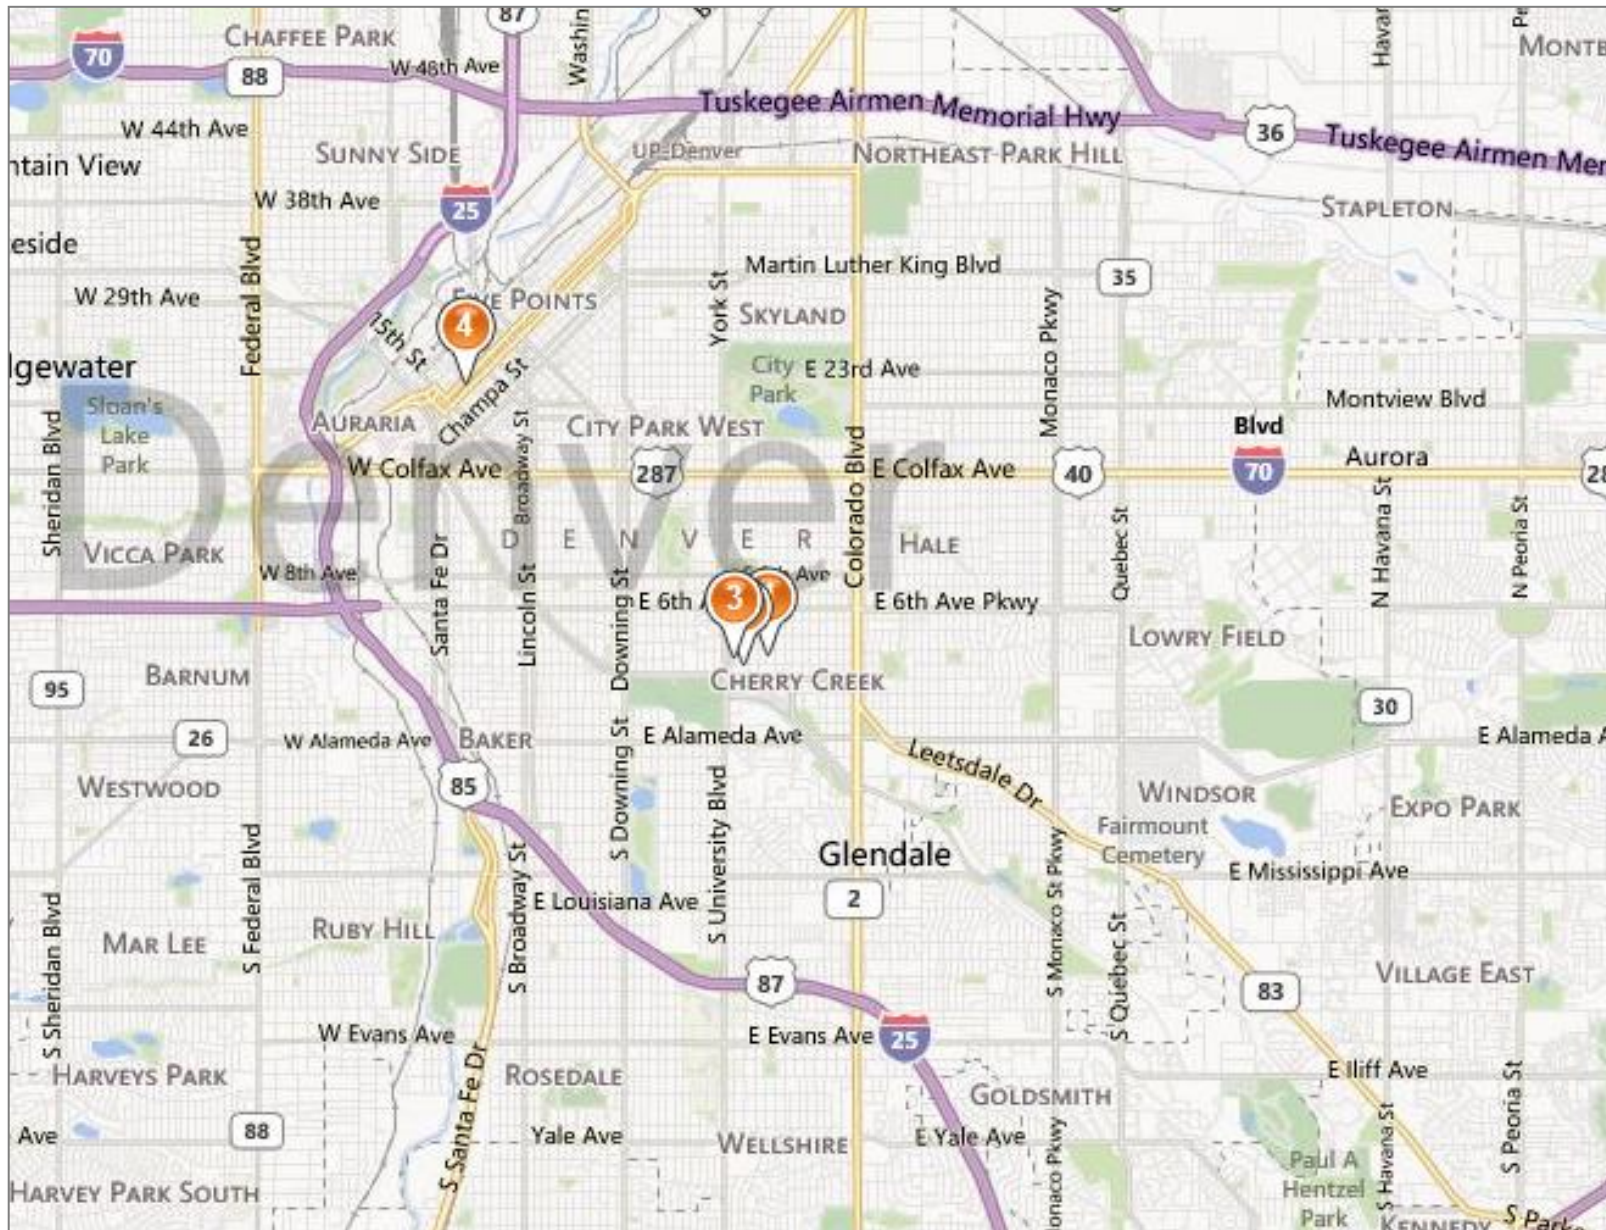 87
CHAFFEE PARK
70
88
W 48th Ave
Washin
Havar
MONTB
Tuskegee Airmen Memorial Hwy
36
Tuskegee Airmen Mer
W 44th Ave
SUNNY SIDE
UP-Denver
NORTHEAST PARK HILL
ntain View
W 38th Ave
25
STAPLETON
eside
Federal Blvd
Martin Luther King Blvd
35
W 29th Ave
FIVE POINTS
York St
SKYLAND
Monaco Pkwy
4
15th St
dgewater
City
Park
E 23rd Ave
Champa St
Montview Blvd
Sloan's
Lake
Park
AURARIA
Broadway St
CITY PARK WEST
Colorado Blvd
Blvd
70
Sheridan Blvd
Denver
W Colfax Ave
287
E Colfax Ave
40
Aurora
28
VICCA PARK
Santa Fe Dr
DENVER
HALE
Quebec St
N Havana St
N Peoria St
W 8th Ave
Ave
Lincoln St
Downing St
E 6th A
3
E 6th Ave Pkwy
LOWRY FIELD
95
BARNUM
CHERRY CREEK
30
26
W Alameda Ave
BAKER
E Alameda Ave
E Alameda A
Leetsdale Dr
WESTWOOD
85
S Downing St
S University Blvd
WINDSOR
EXPO PARK
Fairmount
Cemetery
Glendale
S Federal Blvd
S Broadway St
S Monaco St Pkwy
E Mississippi Ave
2
E Louisiana Ave
S Sheridan Blvd
MAR LEE
RUBY HILL
S Quebec St
VILLAGE EAST
87
83
W Evans Ave
E Evans Ave
25
HARVEYS PARK
ROSEDALE
E Iliff Ave
S Santa Fe Dr
GOLDSMITH
S Peoria St
Ave
88
Yale Ave
WELLSHIRE
E Yale Ave
onaco Pkwy
S Havana St
HARVEY PARK SOUTH
Paul A
Hentzel
Park
S Park
KENNEDY